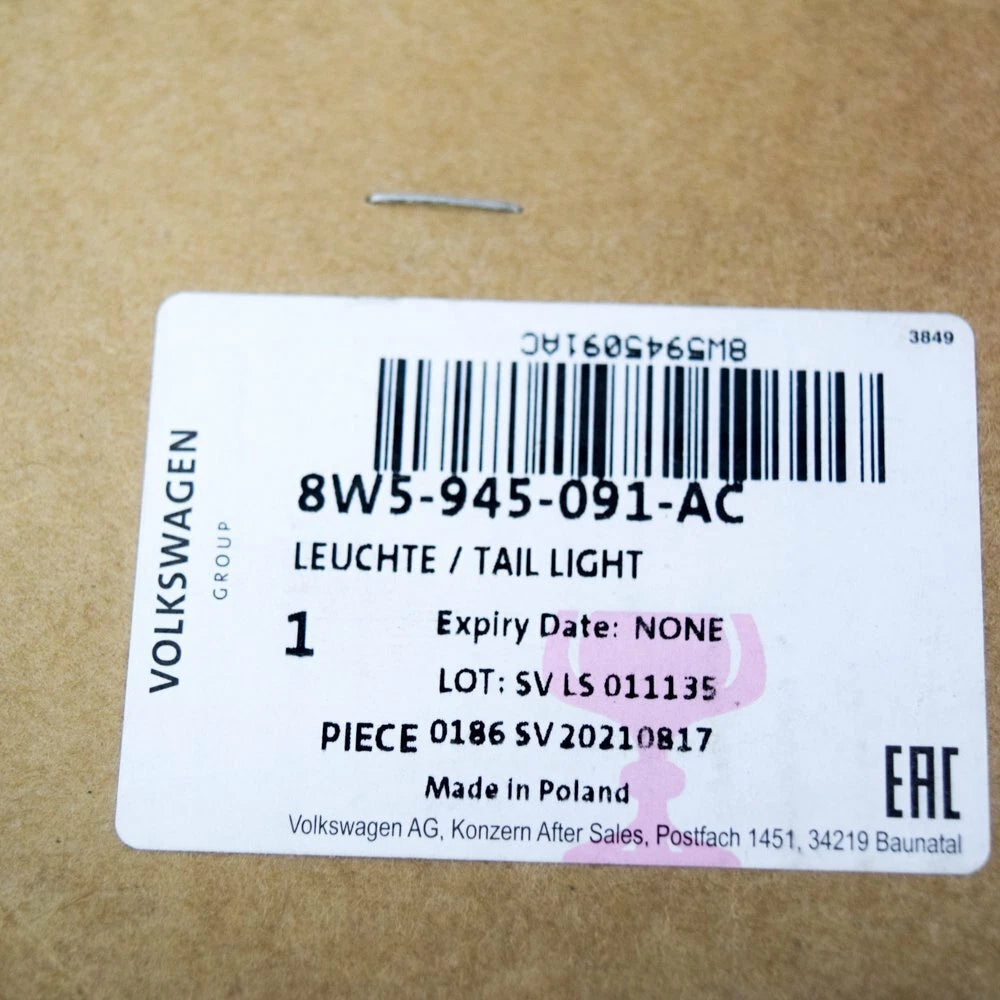 8W5945091AC
3849
8W5-945-091-AC
LEUCHTE / TAIL LIGHT
1
Expiry Date: NONE
LOT: SV LS 011135
PIECE 0186 SV 20210817
Made in Poland
Volkswagen AG, Konzern After Sales, Postfach 1451, 34219 Baunatal
VOLKSWAGEN
GROUP
EAC